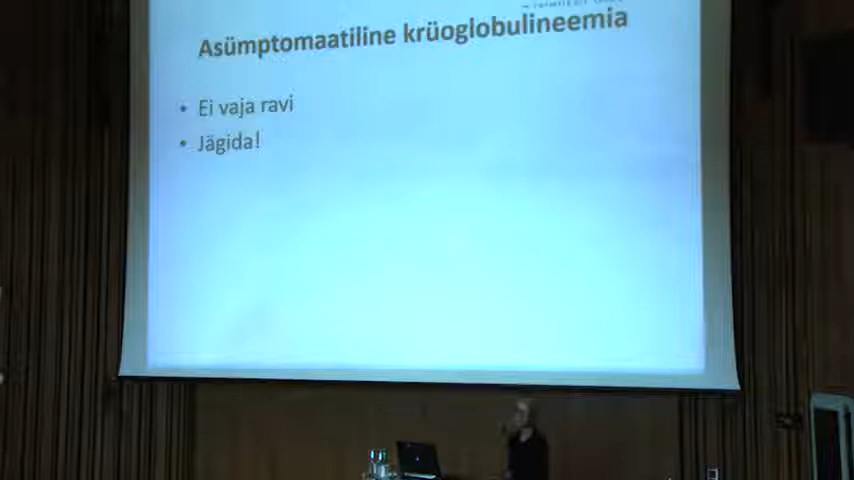 Asümptomaatiline krüoglobulineemia
• Ei vaja ravi
• Jägida!